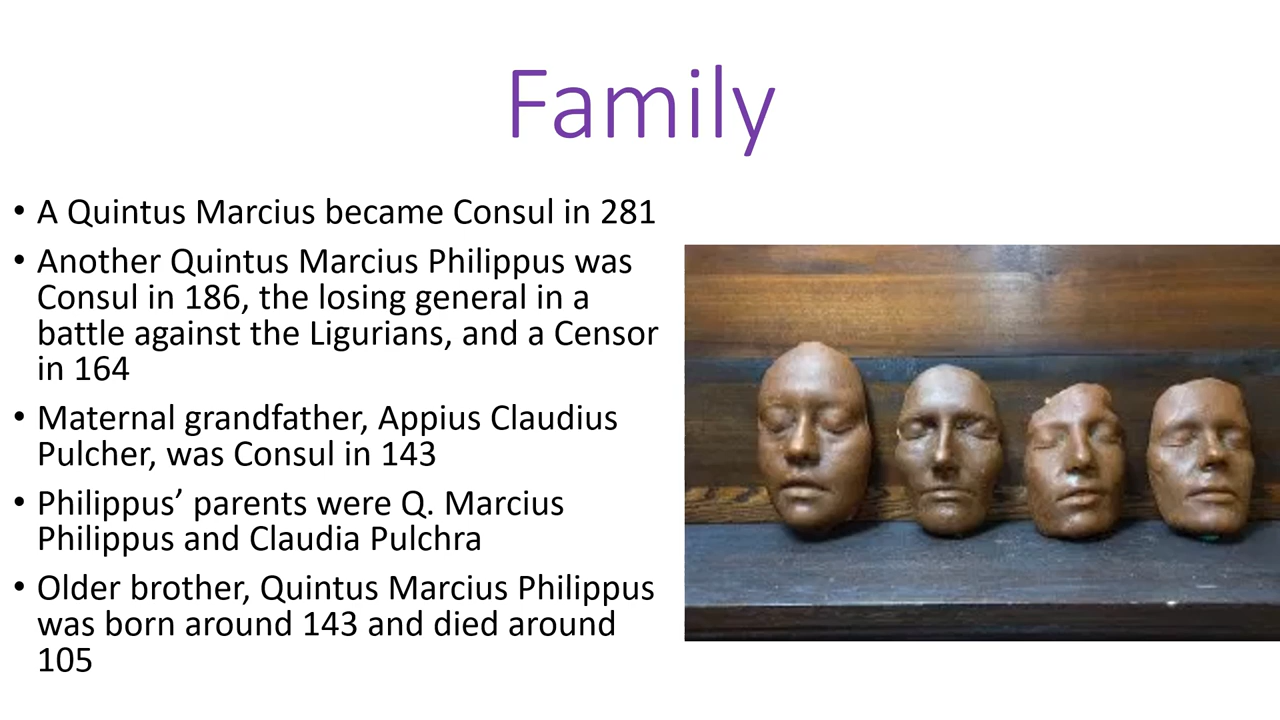 Family
• A Quintus Marcius became Consul in 281
• Another Quintus Marcius Philippus was
Consul in 186, the losing general in a
battle against the Ligurians, and a Censor
in 164
• Maternal grandfather, Appius Claudius
Pulcher, was Consul in 143
• Philippus’ parents were Q. Marcius
Philippus and Claudia Pulchra
• Older brother, Quintus Marcius Philippus
was born around 143 and died around
105